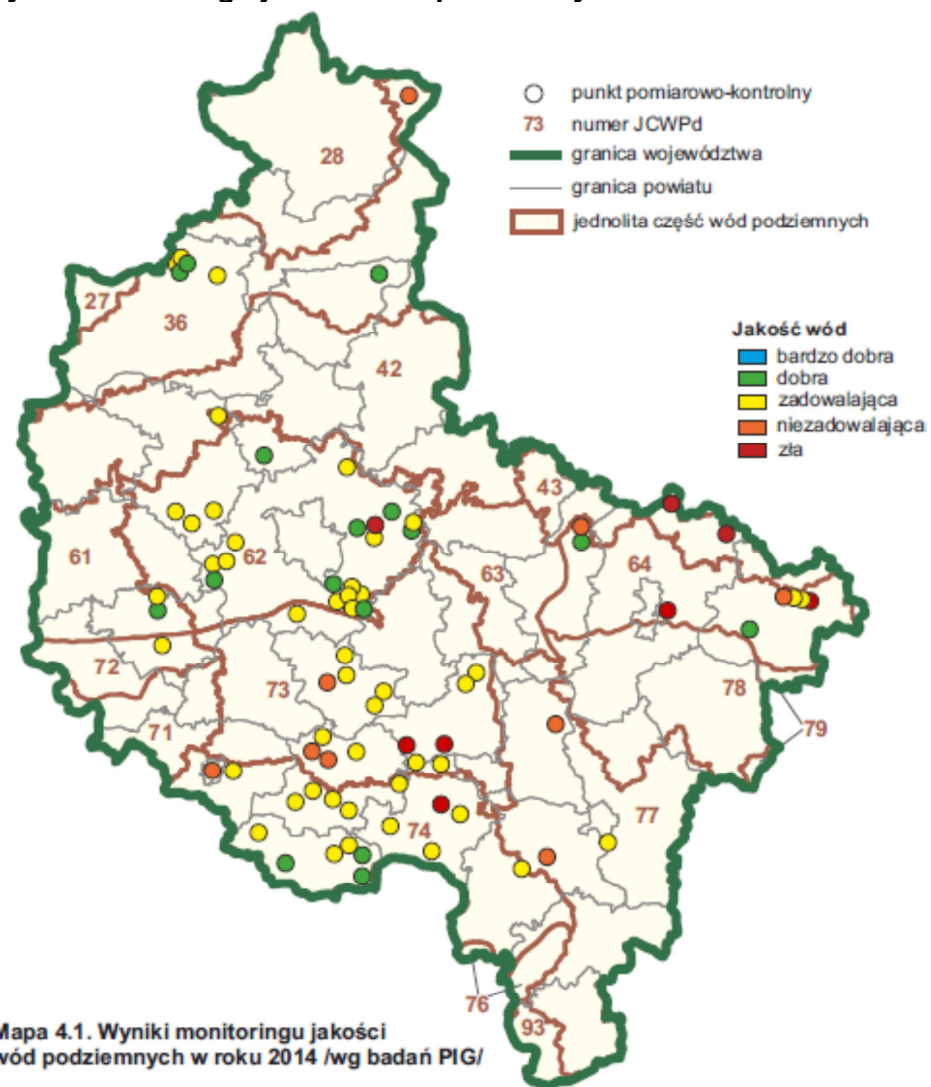 punkt pomiarowo-kontrolny
73 numer JCWPd
granica województwa
granica powiatu
jednolita część wód podziemnych
28
27
36
42
Jakość wód
bardzo dobra
dobra
zadowalająca
niezadowalająca
zła
43
61
62
63
64
72
73
78
71
79
77
74
76
93
Mapa 4.1. Wyniki monitoringu jakości
wód podziemnych w roku 2014 /wg badań PIG/